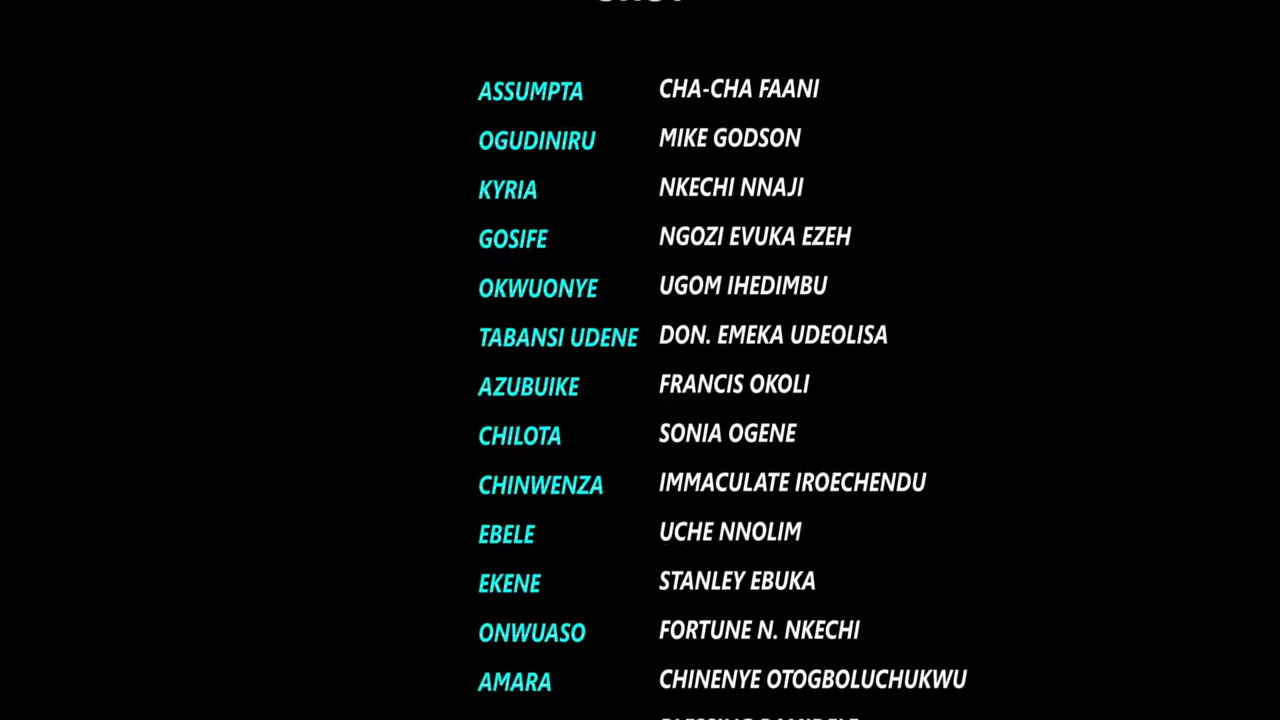 ASSUMPTA CHA-CHA FAANI
OGUDINIRU MIKE GODSON
KYRIA NKECHI NNAJI
GOSIFE NGOZI EVUKA EZEH
OKWUONYE UGOM IHEDIMBU
TABANSI UDENE DON. EMEKA UDEOLISA
AZUBUIKE FRANCIS OKOLI
CHILOTA SONIA OGENE
CHINWENZA IMMACULATE IROECHENDU
EBELE UCHE NNOLIM
EKENE STANLEY EBUKA
ONWUASO FORTUNE N. NKECHI
AMARA CHINENYE OTOGBOLUCHUKWU